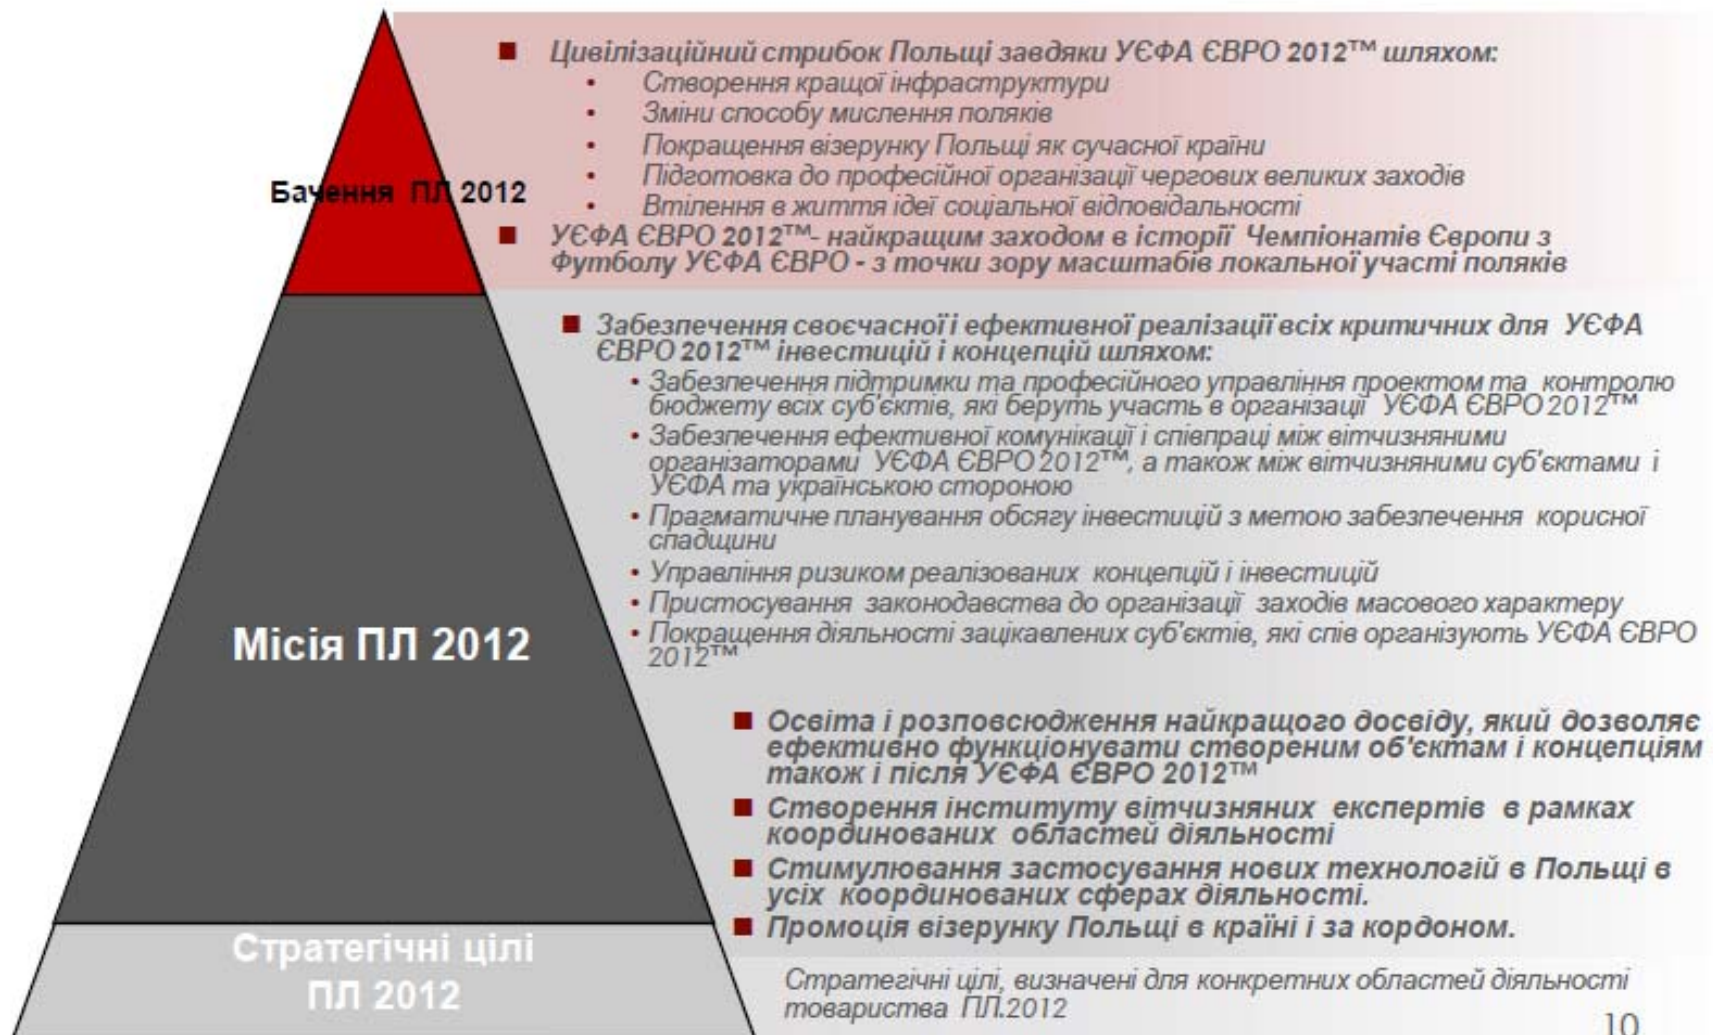 Цивілізаційний стрибок Польщі завдяки УЄФА ЄВРО 2012™ шляхом:
• Створення кращої інфраструктури
• Зміни способу мислення поляків
• Покращення візерунку Польщі як сучасної країни
• Підготовка до професійної організації чергових великих заходів
• Втілення в життя ідеї соціальної відповідальності
Бачення ПЛ 2012
УЄФА ЄВРО 2012™- найкращим заходом в історії Чемпіонатів Європи з
Футболу УЄФА ЄВРО - з точки зору масштабів локальної участі поляків
Забезпечення своєчасної і ефективної реалізації всіх критичних для УЄФА
ЄВРО 2012™ інвестицій і концепцій шляхом:
• Забезпечення підтримки та професійного управління проектом та контролю
бюджету всіх суб'єктів, які беруть участь в організації УЄФА ЄВРО 2012™
• Забезпечення ефективної комунікації і співпраці між вітчизняними
організаторами УЄФА ЄВРО 2012™, а також між вітчизняними суб'єктами і
УЄФА та українською стороною
• Прагматичне планування обсягу інвестицій з метою забезпечення корисної
спадщини
• Управління ризиком реалізованих концепцій і інвестицій
• Пристосування законодавства до організації заходів масового характеру
• Покращення діяльності зацікавлених суб'єктів, які спів організують УЄФА ЄВРО
2012™
Місія ПЛ 2012
Освіта і розповсюдження найкращого досвіду, який дозволяє
ефективно функціонувати створеним об'єктам і концепціям
також і після УЄФА ЄВРО 2012™
Створення інституту вітчизняних експертів в рамках
координованих областей діяльності
Стимулювання застосування нових технологій в Польщі в
усіх координованих сферах діяльності.
Промоція візерунку Польщі в країні і за кордоном.
Стратегічні цілі
ПЛ 2012
Стратегічні цілі, визначені для конкретних областей діяльності
товариства ПЛ.2012
10